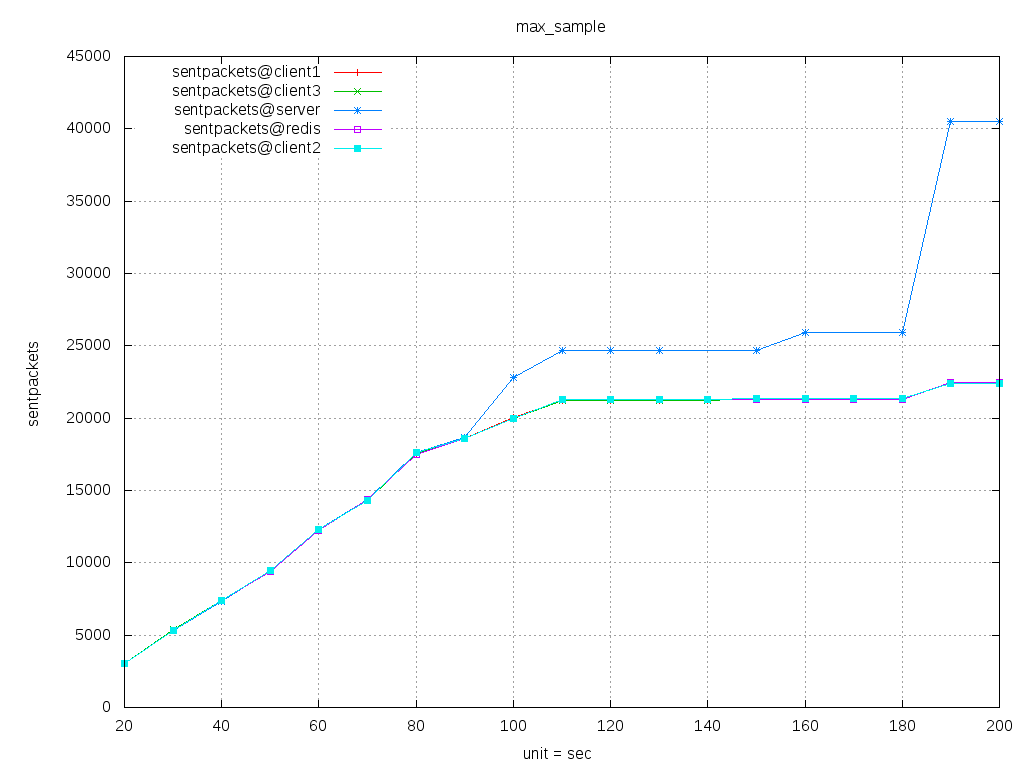 max_sample
sentpackets@client1
sentpackets@client3
sentpackets@server
sentpackets@redis
sentpackets@client2
45000
40000
35000
30000
25000
20000
15000
10000
5000
0
sentpackets
20 40 60 80 100 120 140 160 180 200
unit = sec